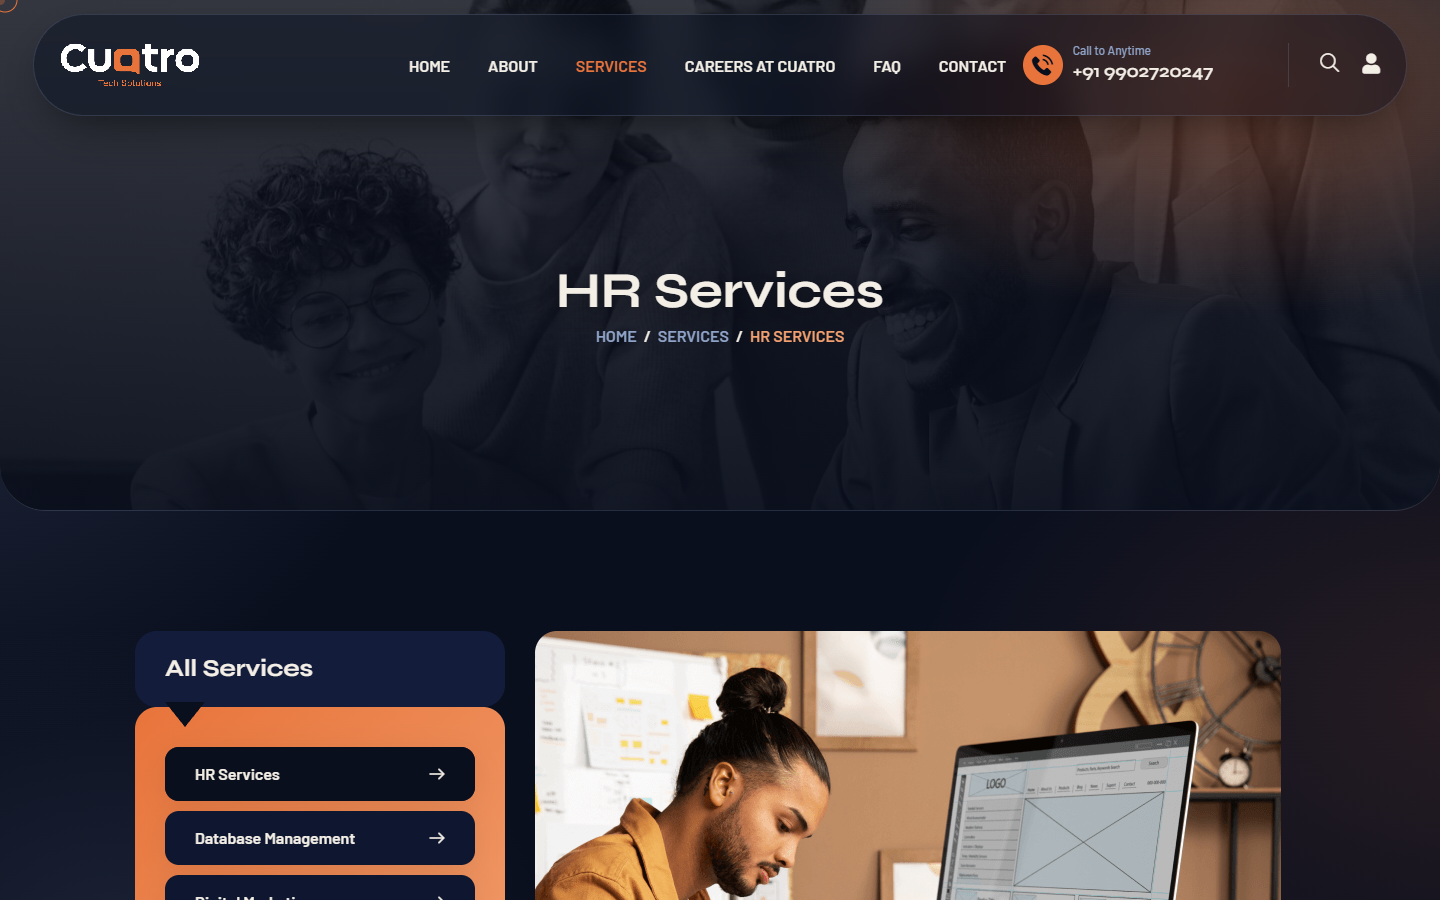 Cuatro
Tech Solutions
HOME
ABOUT
SERVICES
CAREERS AT CUATRO
FAQ
CONTACT
Call to Anytime
+91 9902720247
HR Services
HOME / SERVICES / HR SERVICES
All Services
HR Services
Database Management
LOGO
Search